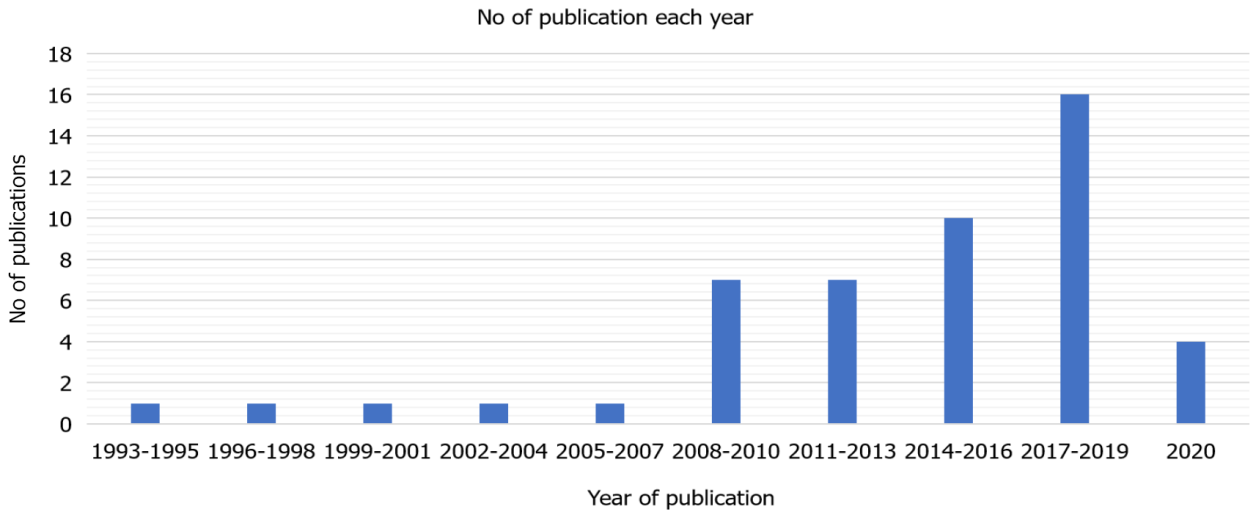 No of publication each year
18
16
14
12
10
8
6
4
2
0
No of publications
1993-1995 1996-1998 1999-2001 2002-2004 2005-2007 2008-2010 2011-2013 2014-2016 2017-2019 2020
Year of publication